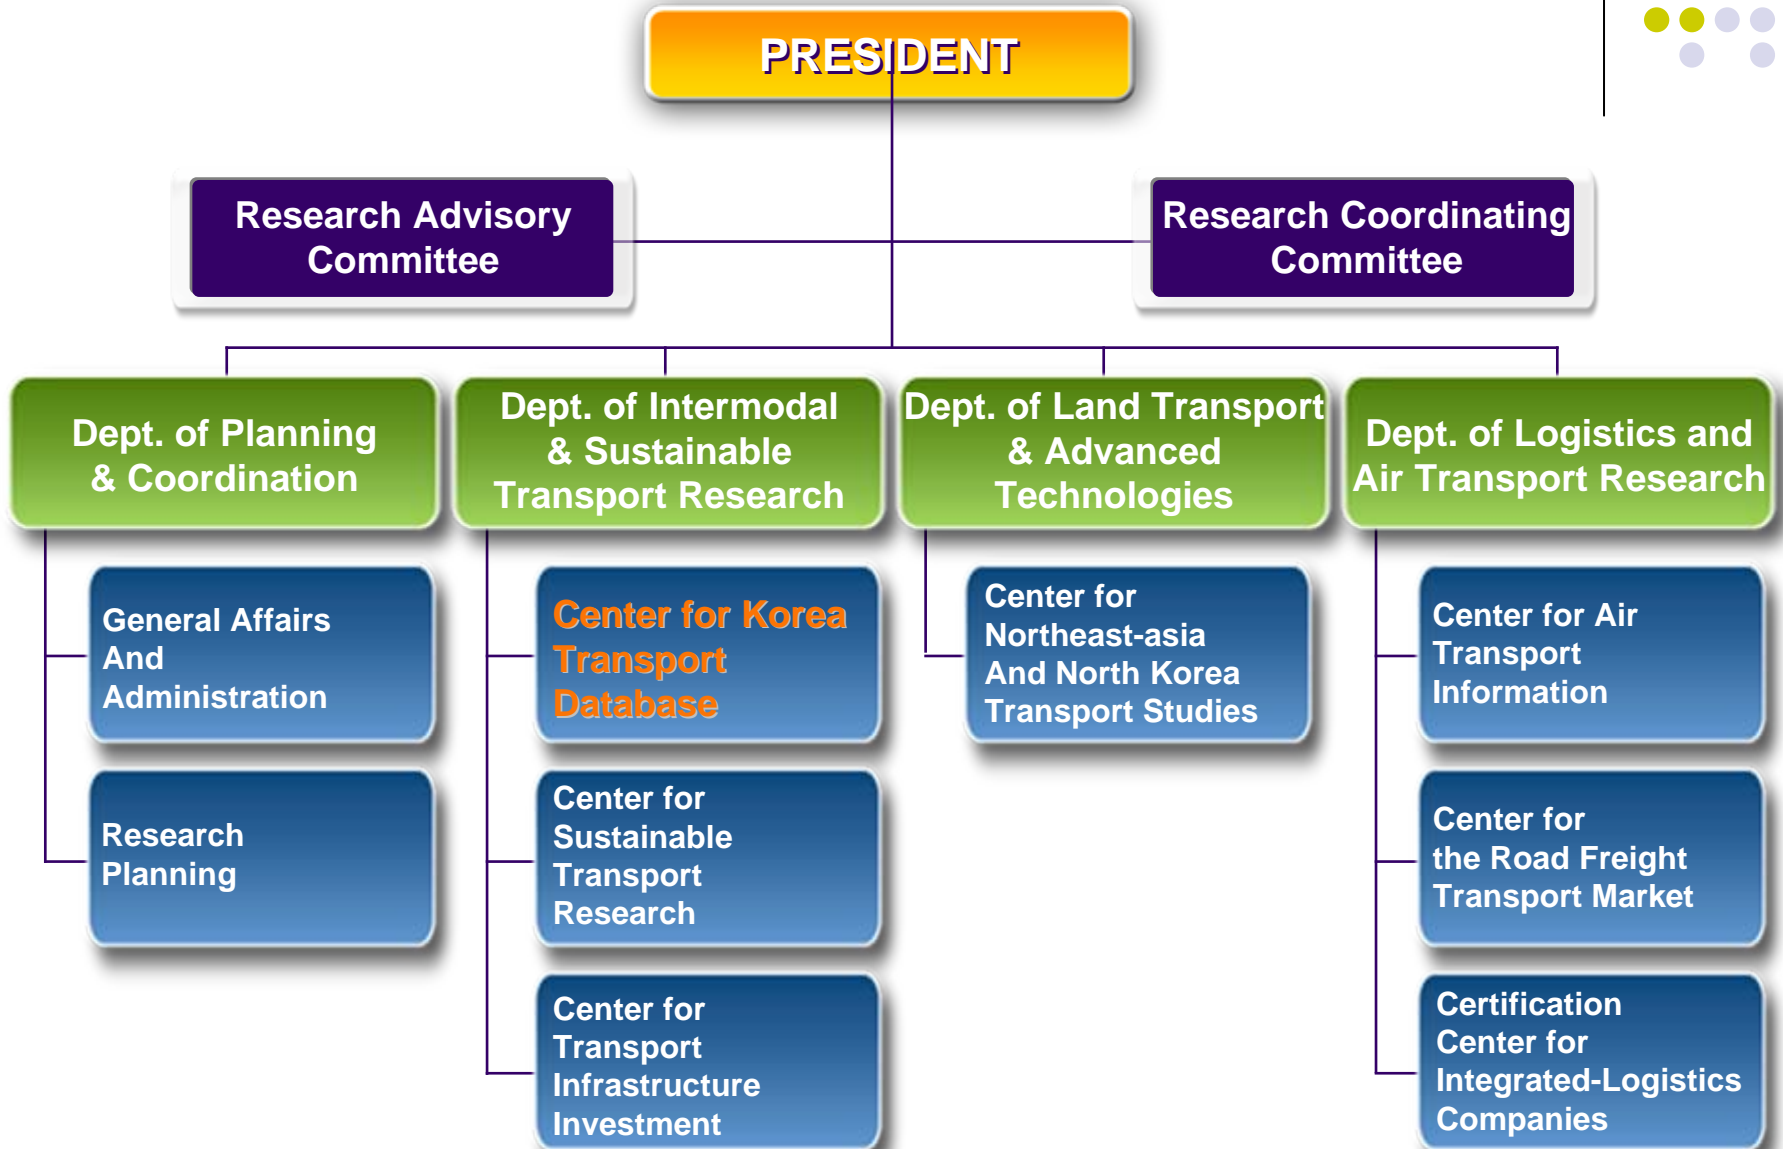 PRESIDENT
Research Advisory
Committee
Research Coordinating
Committee
Dept. of Planning
& Coordination
Dept. of Intermodal
& Sustainable
Transport Research
Dept. of Land Transport
& Advanced
Technologies
Dept. of Logistics and
Air Transport Research
General Affairs
And
Administration
Research
Planning
Center for Korea
Transport
Database
Center for
Sustainable
Transport
Research
Center for
Transport
Infrastructure
Investment
Center for
Northeast-asia
And North Korea
Transport Studies
Center for Air
Transport
Information
Center for
the Road Freight
Transport Market
Certification
Center for
Integrated-Logistics
Companies